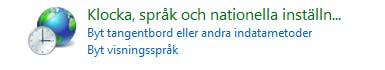 Klocka, språk och nationella inställn...
Byt tangentbord eller andra indatametoder
Byt visningsspråk